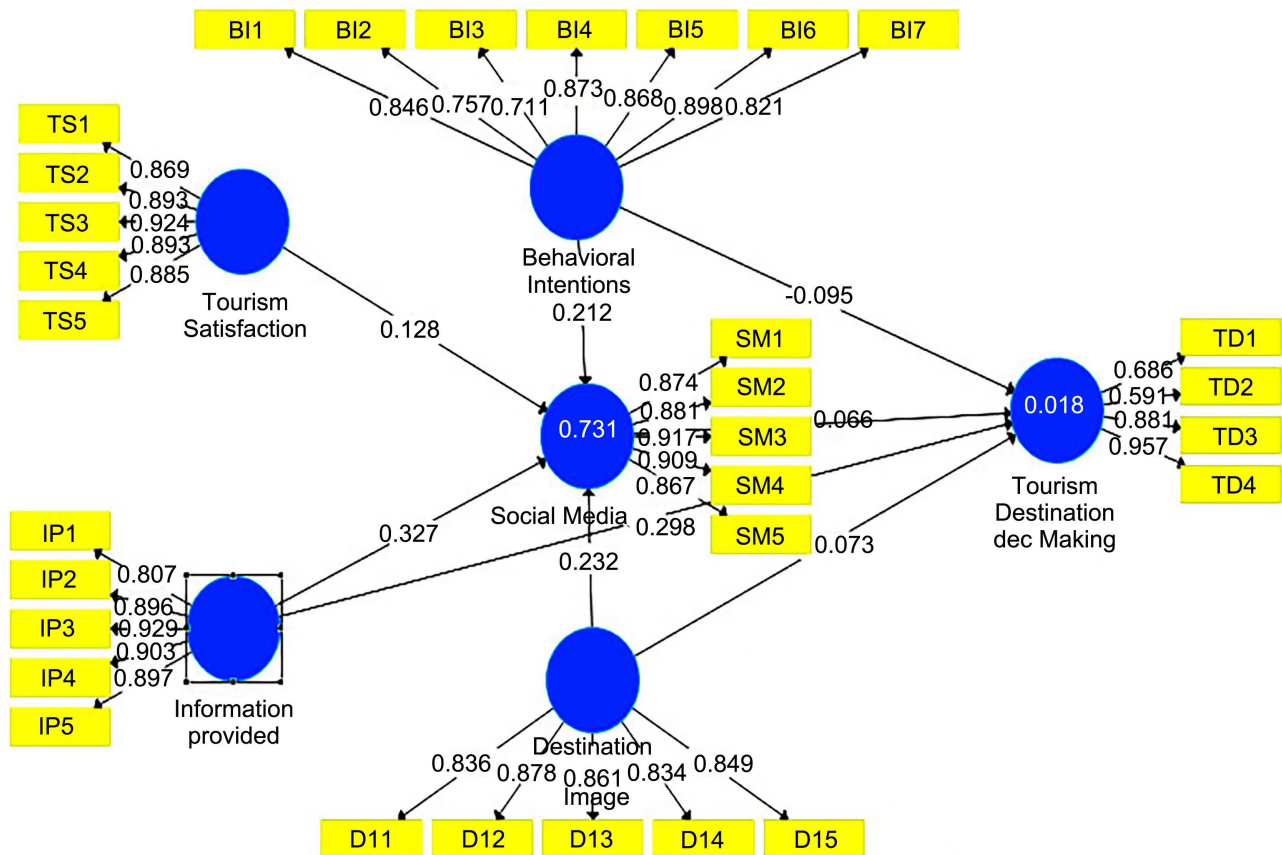 BI1 BI2 BI3 BI4 BI5 BI6 BI7
0.846 0.757 0.711 0.873 0.868 0.898 0.821
TS1
TS2
TS3
TS4
TS5
0.869
0.893
0.924
0.893
0.885
Tourism
Satisfaction
Behavioral
Intentions
0.128
0.212
-0.095
0.731
Social Media
SM1
SM2
SM3
SM4
SM5
0.874
0.881
0.917
0.909
0.867
0.066
0.298
0.073
0.018
Tourism
Destination
dec Making
TD1
TD2
TD3
TD4
0.686
0.591
0.881
0.957
IP1
IP2
IP3
IP4
IP5
0.807
0.896
0.929
0.903
0.897
Information
provided
0.327
0.232
Destination
Image
0.836 0.878 0.861 0.834 0.849
D11 D12 D13 D14 D15